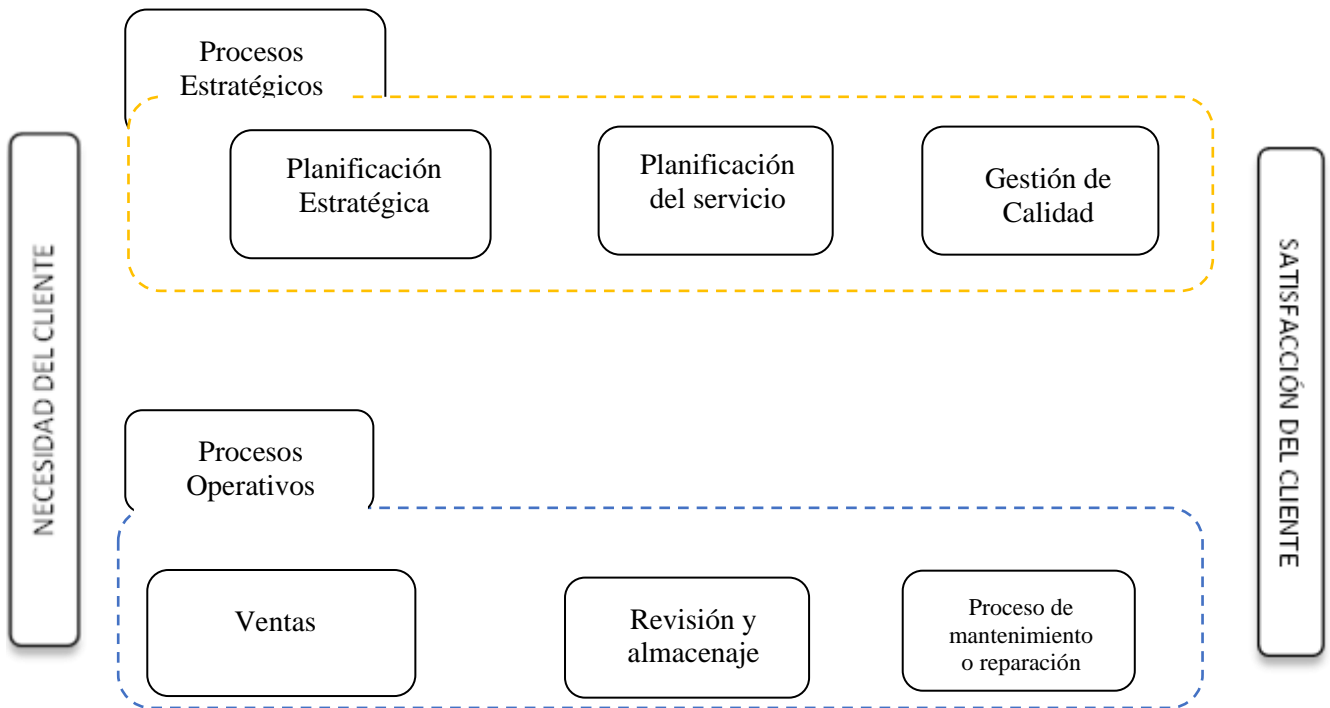 NECESIDAD DEL CLIENTE
Procesos
Estratégicos
Planificación
Estratégica
Planificación
del servicio
Gestión de
Calidad
Procesos
Operativos
Ventas
Revisión y
almacenaje
Proceso de
mantenimiento
o reparación
SATISFACCIÓN DEL CLIENTE